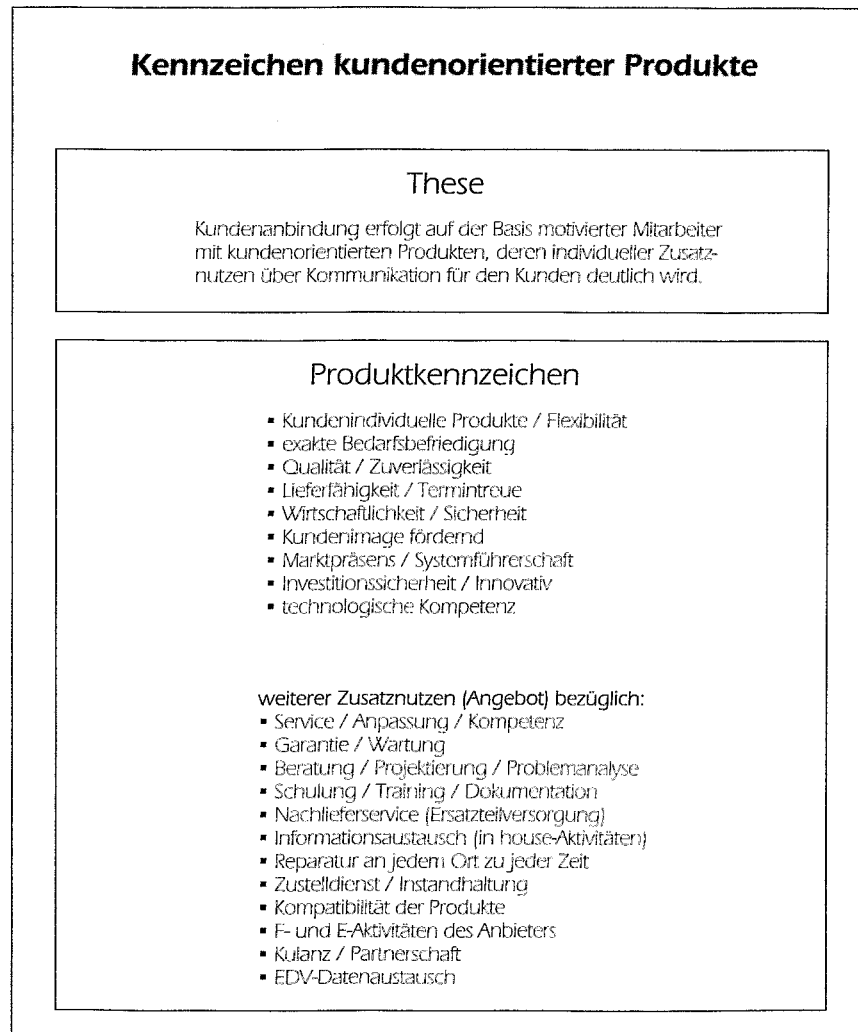 Kennzeichen kundenorientierter Produkte
These
Kundenanbindung erfolgt auf der Basis motivierter Mitarbeiter
mit kundenorientierten Produkten, deren individueller Zusatz-
nutzen über Kommunikation für den Kunden deutlich wird.
Produktkennzeichen
▪ Kundenindividuelle Produkte / Flexibilität
▪ exakte Bedarfsbefriedigung
▪ Qualität / Zuverlässigkeit
▪ Lieferfähigkeit / Termintreue
▪ Wirtschaftlichkeit / Sicherheit
▪ Kundenimage fördernd
▪ Marktpräsens / Systemführerschaft
▪ Investitionssicherheit / Innovativ
▪ technologische Kompetenz
weiterer Zusatznutzen (Angebot) bezüglich:
▪ Service / Anpassung / Kompetenz
▪ Garantie / Wartung
▪ Beratung / Projektierung / Problemanalyse
▪ Schulung / Training / Dokumentation
▪ Nachlieferservice (Ersatzteilversorgung)
▪ Informationsaustausch (in house-Aktivitäten)
▪ Reparatur an jedem Ort zu jeder Zeit
▪ Zustelldienst / Instandhaltung
▪ Kompatibilität der Produkte
▪ F- und E-Aktivitäten des Anbieters
▪ Kulanz / Partnerschaft
▪ EDV-Datenaustausch